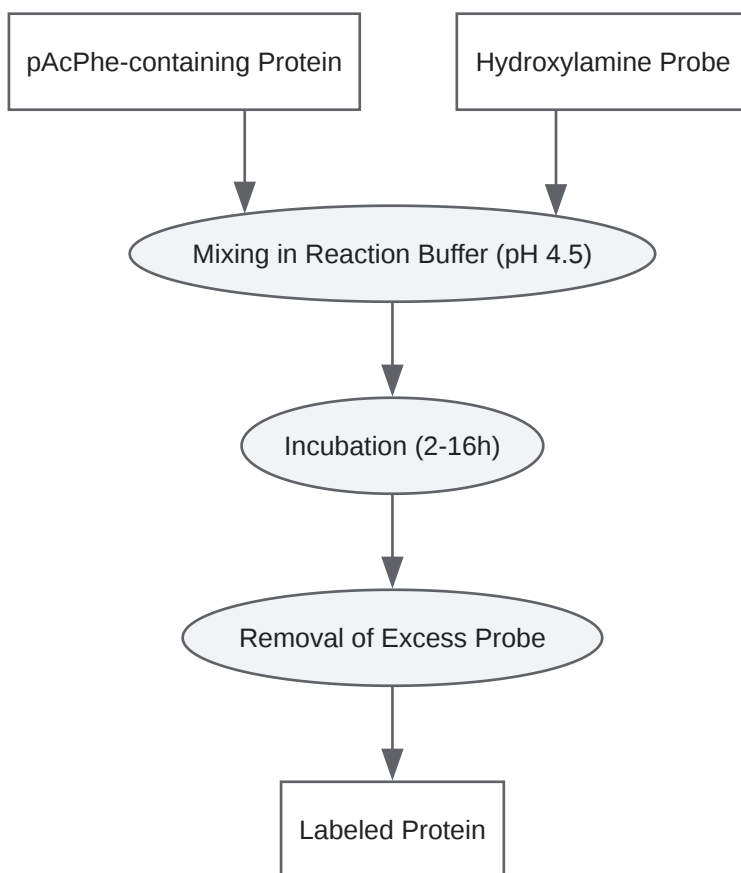 pAcPhe-containing Protein
Hydroxylamine Probe
Mixing in Reaction Buffer (pH 4.5)
Incubation (2-16h)
Removal of Excess Probe
Labeled Protein